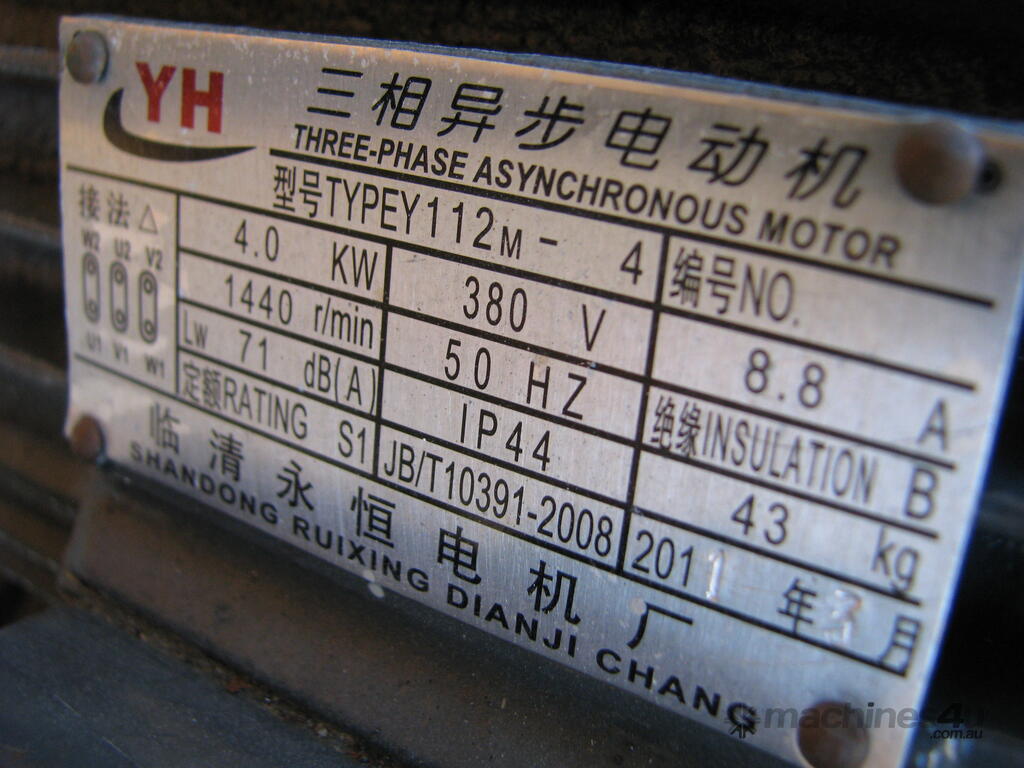 YH
三相异步电动机
THREE-PHASE ASYNCHRONOUS MOTOR
型号TYPEY112M - 4
编号NO.
接法 △
W2 U2 V2
U1 V1 W1
4.0 KW
380 V
8.8 A
1440 r/min
50 HZ
绝缘INSULATION B
LW 71 dB(A)
IP44
43 kg
定额RATING S1
JB/T10391-2008
2011 年 3 月
临清永恒电机厂
SHANDONG RUIXING DIANJI CHANG
machines4u
.com.au